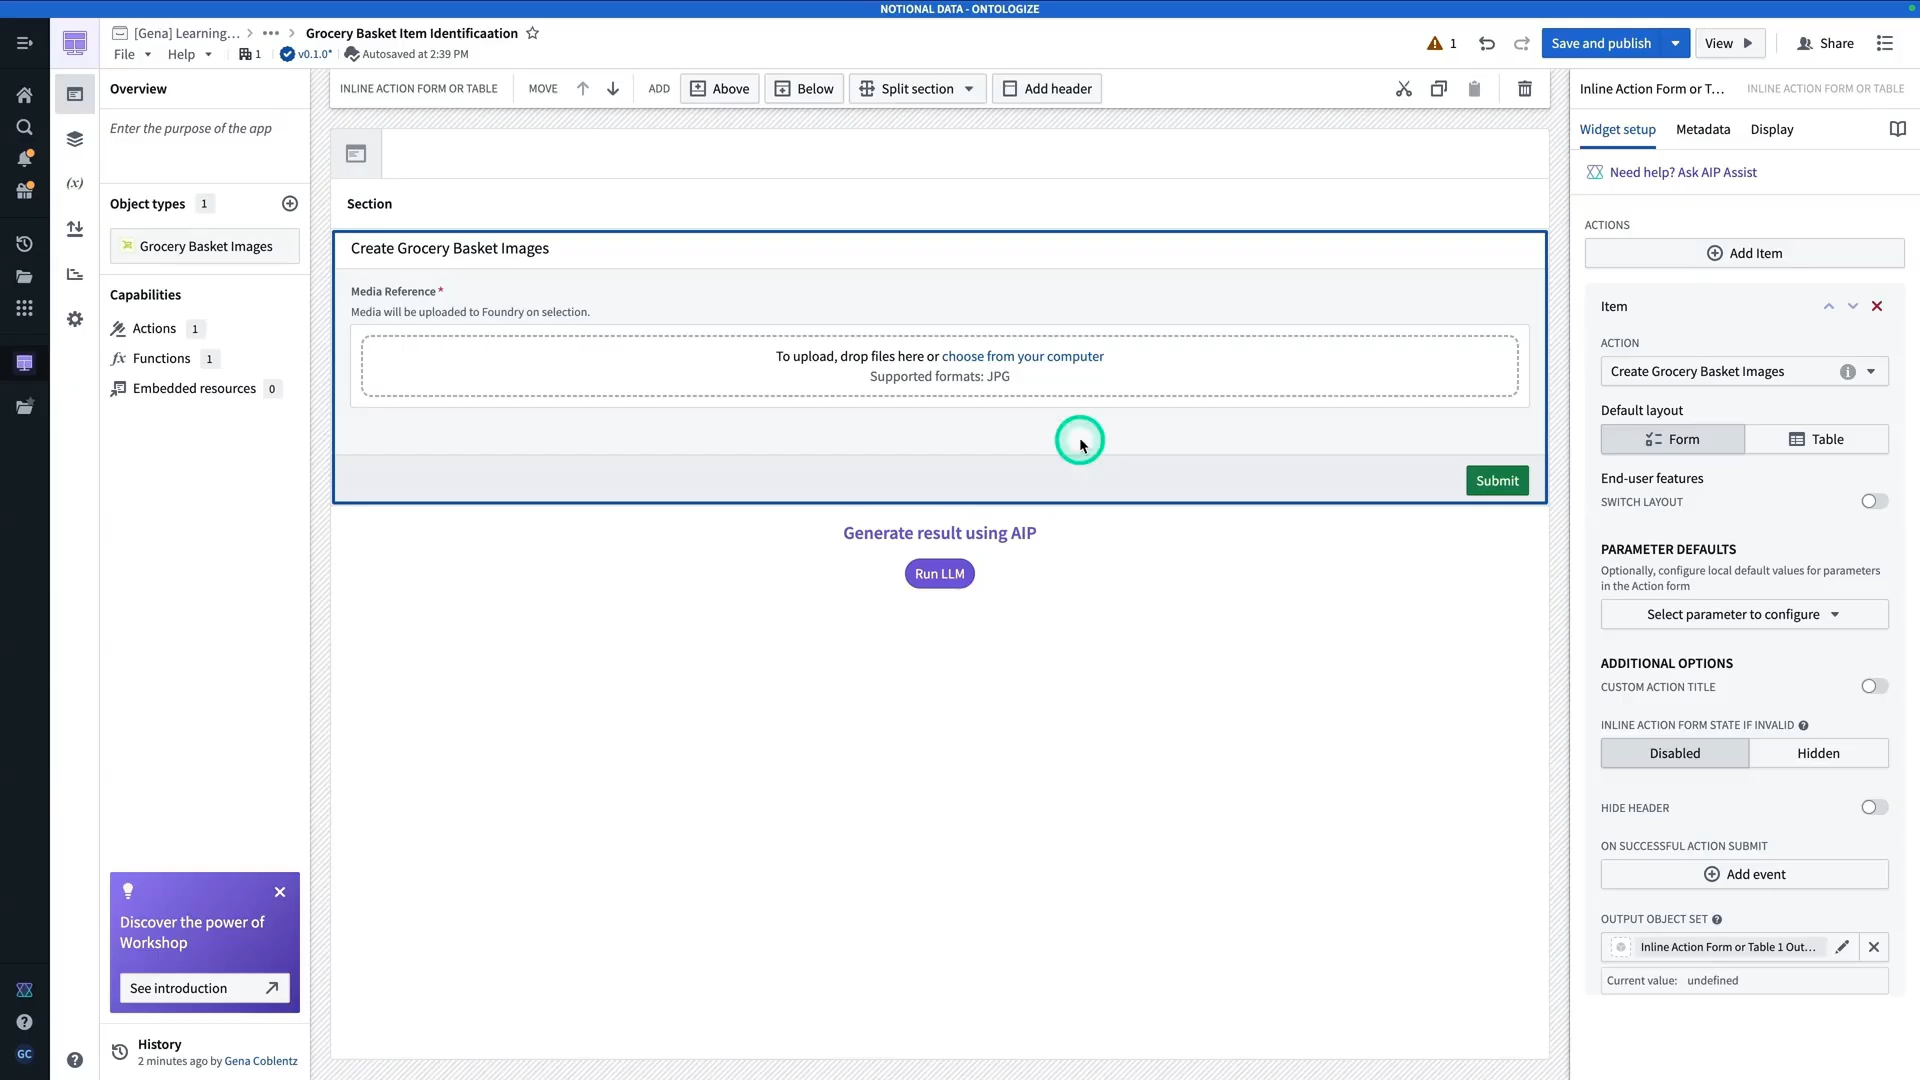 NOTIONAL DATA - ONTOLOGIZE
[Gena] Learning... > ••• > Grocery Basket Item Identificaation
File Help 1 v0.1.0* Autosaved at 2:39 PM
1
Save and publish
View
Share
Overview
Enter the purpose of the app
Object types 1
Grocery Basket Images
Capabilities
Actions 1
Functions 1
Embedded resources 0
Discover the power of
Workshop
See introduction
History
2 minutes ago by Gena Coblentz
(x)
GC
INLINE ACTION FORM OR TABLE MOVE ADD Above Below Split section Add header
Section
Create Grocery Basket Images
Media Reference *
Media will be uploaded to Foundry on selection.
To upload, drop files here or choose from your computer
Supported formats: JPG
Submit
Generate result using AIP
Run LLM
Inline Action Form or T... INLINE ACTION FORM OR TABLE
Widget setup Metadata Display
Need help? Ask AIP Assist
ACTIONS
Add Item
Item
ACTION
Create Grocery Basket Images
Default layout
Form Table
End-user features
SWITCH LAYOUT
PARAMETER DEFAULTS
Optionally, configure local default values for parameters
in the Action form
Select parameter to configure
ADDITIONAL OPTIONS
CUSTOM ACTION TITLE
INLINE ACTION FORM STATE IF INVALID
Disabled Hidden
HIDE HEADER
ON SUCCESSFUL ACTION SUBMIT
Add event
OUTPUT OBJECT SET
Inline Action Form or Table 1 Out...
Current value: undefined